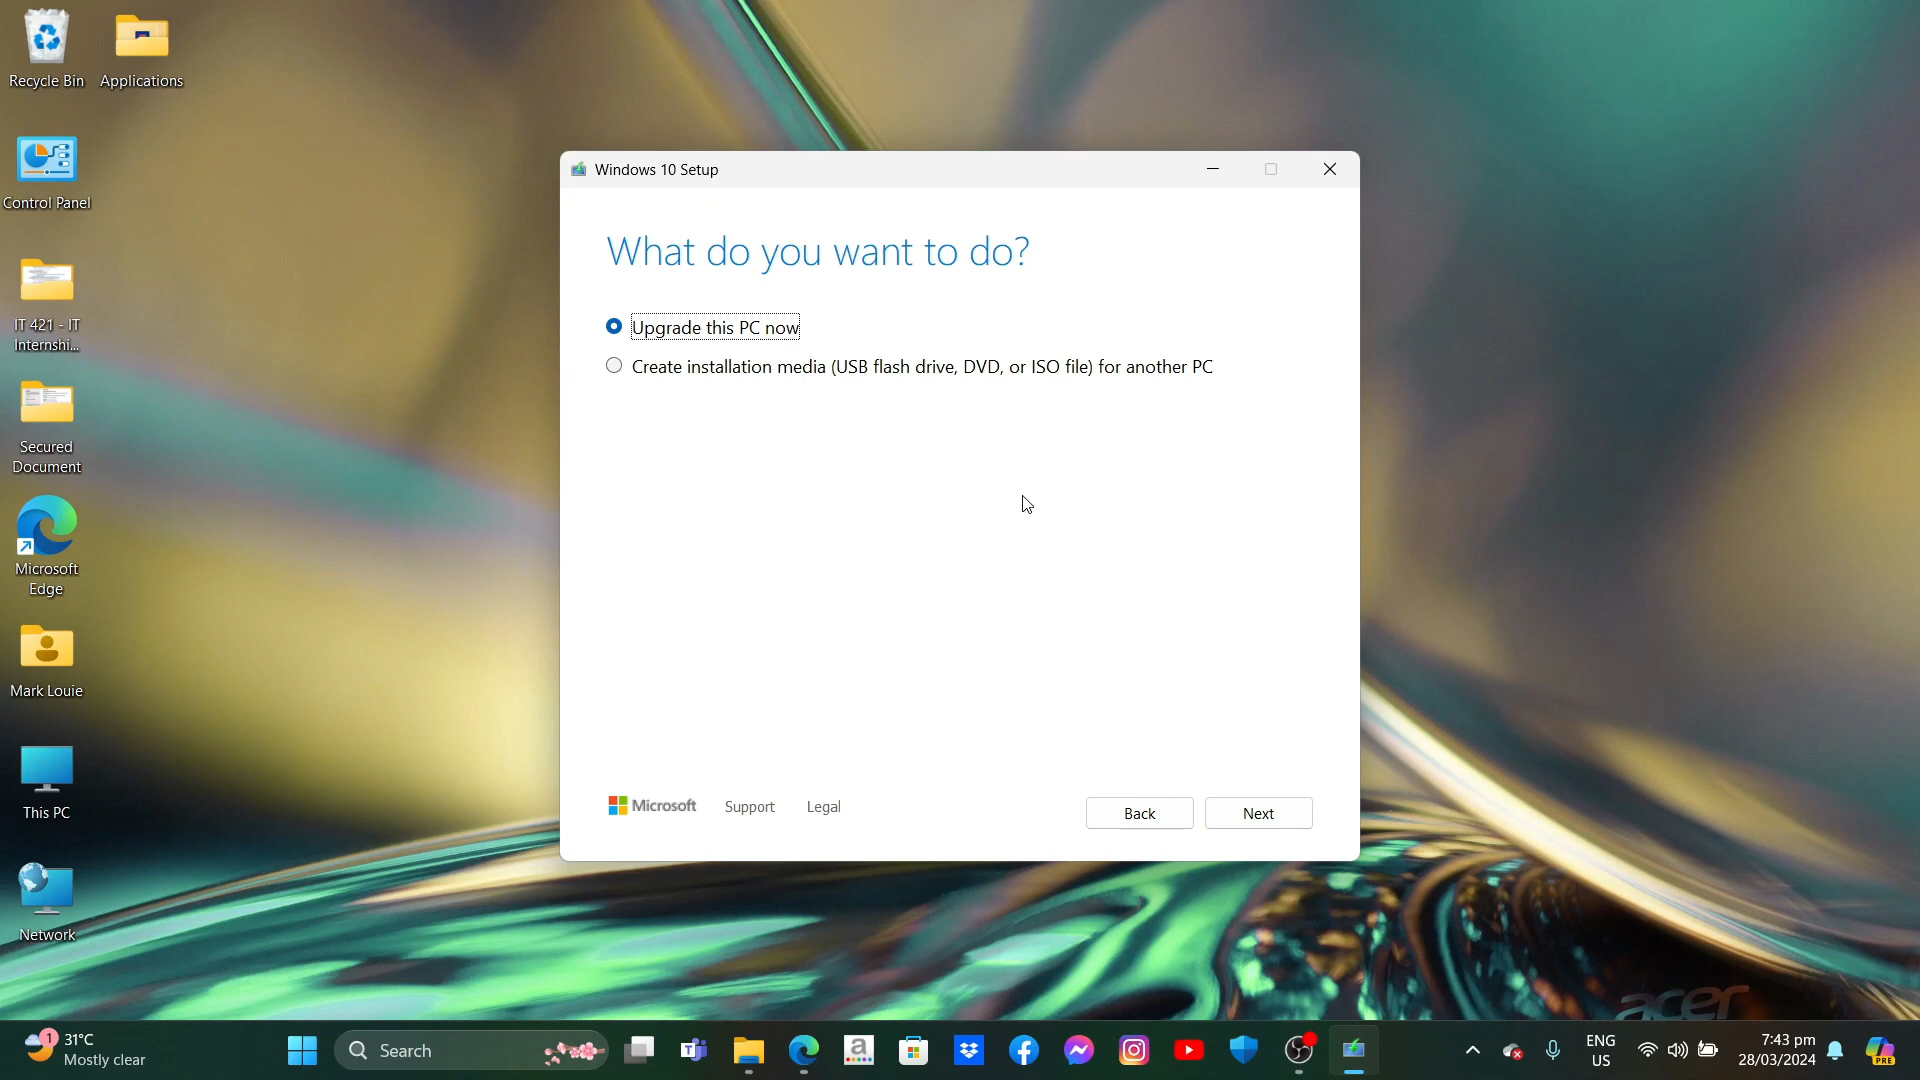 Recycle Bin
Applications
Control Panel
IT 421 - IT
Internshi...
Secured
Document
Microsoft
Edge
Mark Louie
This PC
Network
Windows 10 Setup
What do you want to do?
Upgrade this PC now
Create installation media (USB flash drive, DVD, or ISO file) for another PC
Microsoft
Support
Legal
Back
Next
acer
1
31°C
Mostly clear
Search
a
ENG
US
7:43 pm
28/03/2024
PRE